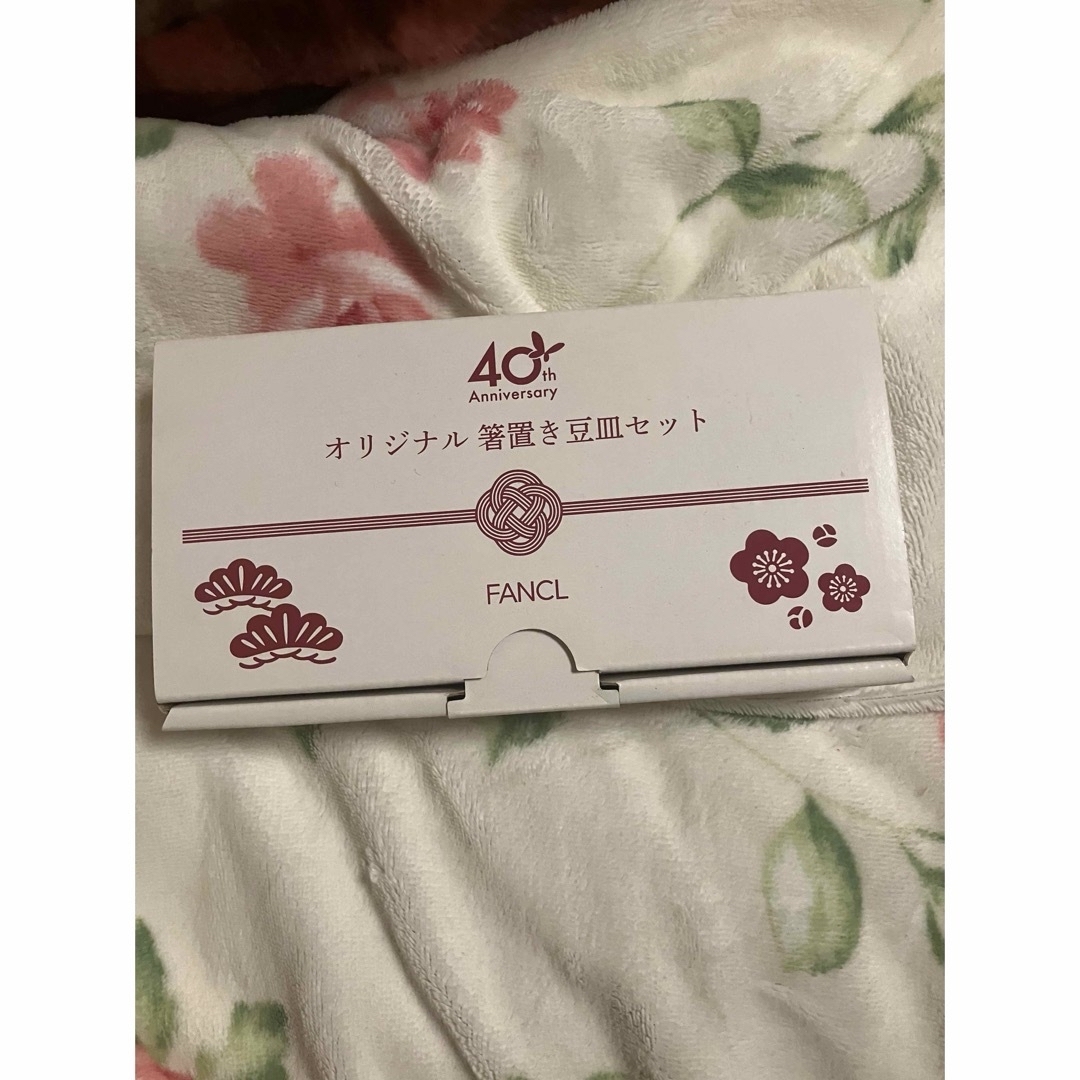 40th
Anniversary
オリジナル 箸置き豆皿セット
FANCL